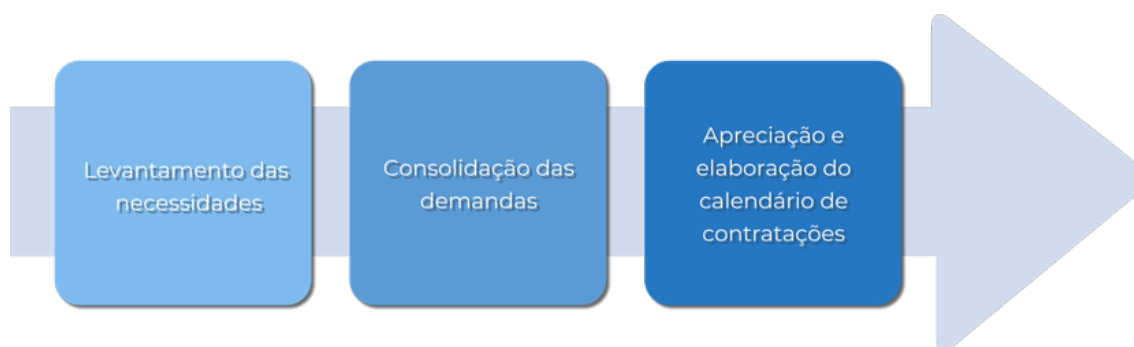 Levantamento das
necessidades
Consolidação das
demandas
Apreciação e
elaboração do
calendário de
contratações